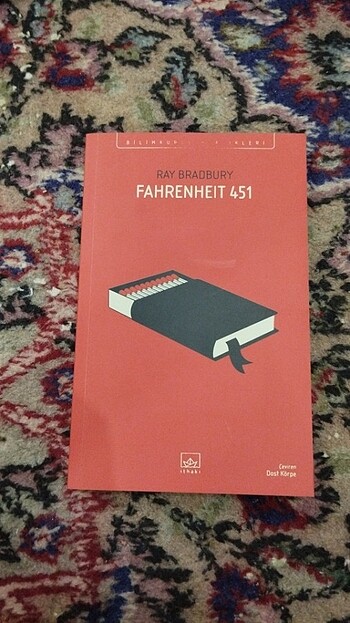 RAY BRADBURY
FAHRENHEIT 451
ithaki
Çeviren
Dost Körpe